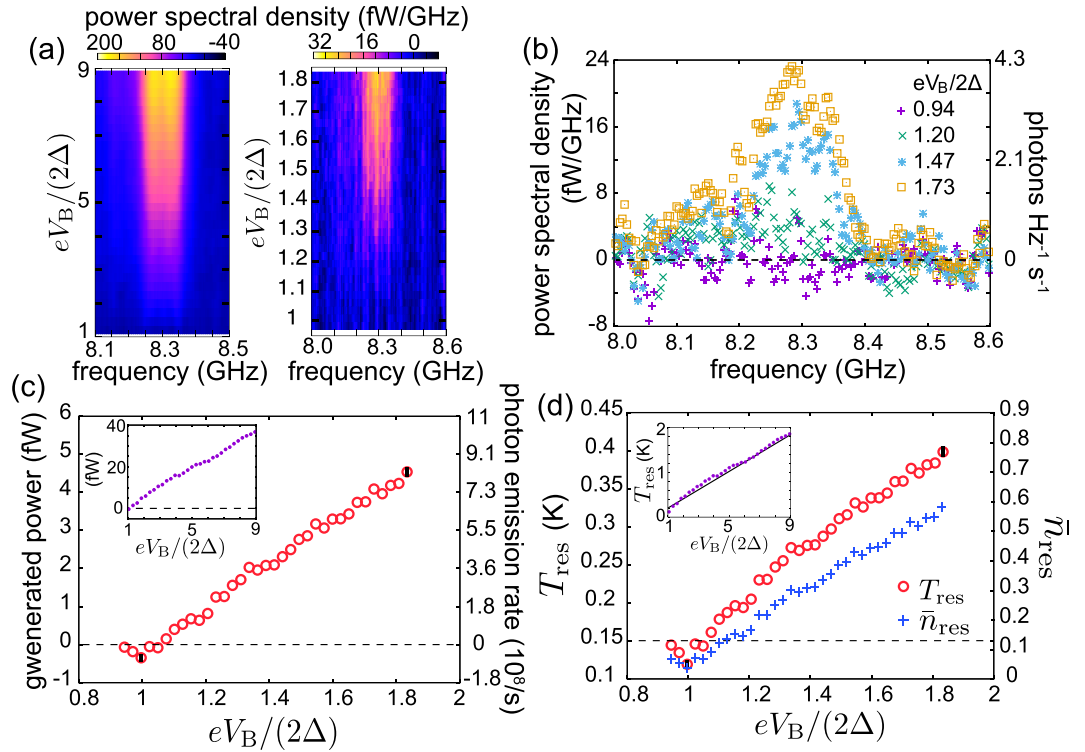 power spectral density (fW/GHz)
(a)
200 80 -40
32 16 0
9
5
1
eV_B/(2Δ)
8.1 8.3 8.5
frequency (GHz)
1.8
1.7
1.6
1.5
1.4
1.3
1.2
1.1
1
eV_B/(2Δ)
8.0 8.3 8.6
frequency (GHz)
(b)
power spectral density
(fW/GHz)
24
16
8
0
-8
4.3
2.1
0
photons Hz⁻¹ s⁻¹
eV_B/2Δ
0.94
1.20
1.47
1.73
8.0 8.1 8.2 8.3 8.4 8.5 8.6
frequency (GHz)
(c)
gwenerated power (fW)
6
5
4
3
2
1
0
-1
photon emission rate (10⁸/s)
11
9.1
7.3
5.5
3.6
1.8
0
-1.8
40
20
0
(fW)
1 5 9
eV_B/(2Δ)
0.8 1 1.2 1.4 1.6 1.8 2
eV_B/(2Δ)
(d)
T_res (K)
0.45
0.4
0.35
0.3
0.25
0.2
0.15
0.1
n̄_res
0.9
0.8
0.7
0.6
0.5
0.4
0.3
0.2
0.1
0
2
1
0
T_res (K)
1 5 9
eV_B/(2Δ)
T_res
n̄_res
0.8 1 1.2 1.4 1.6 1.8 2
eV_B/(2Δ)